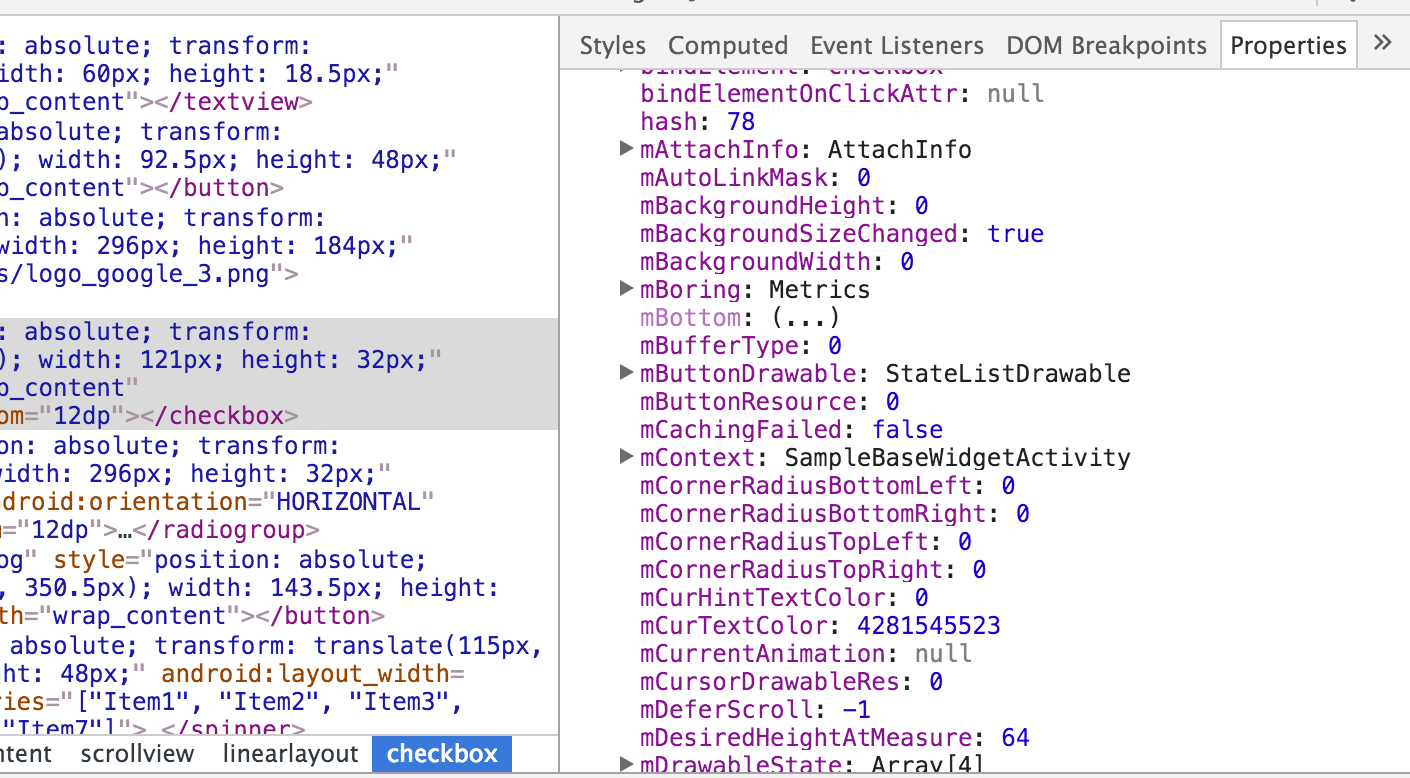 : absolute; transform:
idth: 60px; height: 18.5px;"
p_content"></textview>
absolute; transform:
); width: 92.5px; height: 48px;"
p_content"></button>
n: absolute; transform:
width: 296px; height: 184px;"
s/logo_google_3.png">
: absolute; transform:
); width: 121px; height: 32px;"
p_content"
om="12dp"></checkbox>
on: absolute; transform:
width: 296px; height: 32px;"
ndroid:orientation="HORIZONTAL"
n="12dp">…</radiogroup>
og" style="position: absolute;
, 350.5px); width: 143.5px; height:
th="wrap_content"></button>
absolute; transform: translate(115px,
ght: 48px;" android:layout_width=
ries="["Item1", "Item2", "Item3",
"Item7"]"> </spinner>
ntent scrollview linearlayout checkbox
Styles Computed Event Listeners DOM Breakpoints Properties »
bindElement: checkbox
bindElementOnClickAttr: null
hash: 78
▶mAttachInfo: AttachInfo
mAutoLinkMask: 0
mBackgroundHeight: 0
mBackgroundSizeChanged: true
mBackgroundWidth: 0
▶mBoring: Metrics
mBottom: (...)
mBufferType: 0
▶mButtonDrawable: StateListDrawable
mButtonResource: 0
mCachingFailed: false
▶mContext: SampleBaseWidgetActivity
mCornerRadiusBottomLeft: 0
mCornerRadiusBottomRight: 0
mCornerRadiusTopLeft: 0
mCornerRadiusTopRight: 0
mCurHintTextColor: 0
mCurTextColor: 4281545523
mCurrentAnimation: null
mCursorDrawableRes: 0
mDeferScroll: -1
mDesiredHeightAtMeasure: 64
▶mDrawableState: Array[4]